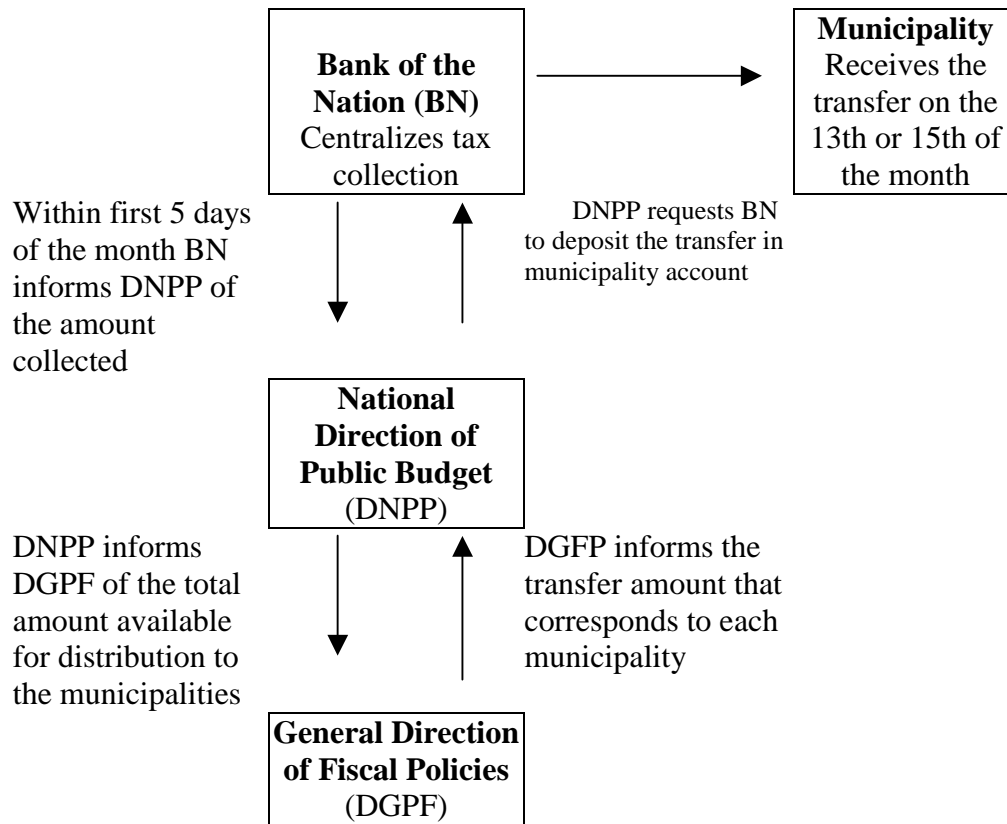 Bank of the
Nation (BN)
Centralizes tax
collection
Municipality
Receives the
transfer on the
13th or 15th of
the month
Within first 5 days
of the month BN
informs DNPP of
the amount
collected
DNPP requests BN
to deposit the transfer in
municipality account
National
Direction of
Public Budget
(DNPP)
DNPP informs
DGPF of the total
amount available
for distribution to
the municipalities
DGFP informs the
transfer amount that
corresponds to each
municipality
General Direction
of Fiscal Policies
(DGPF)